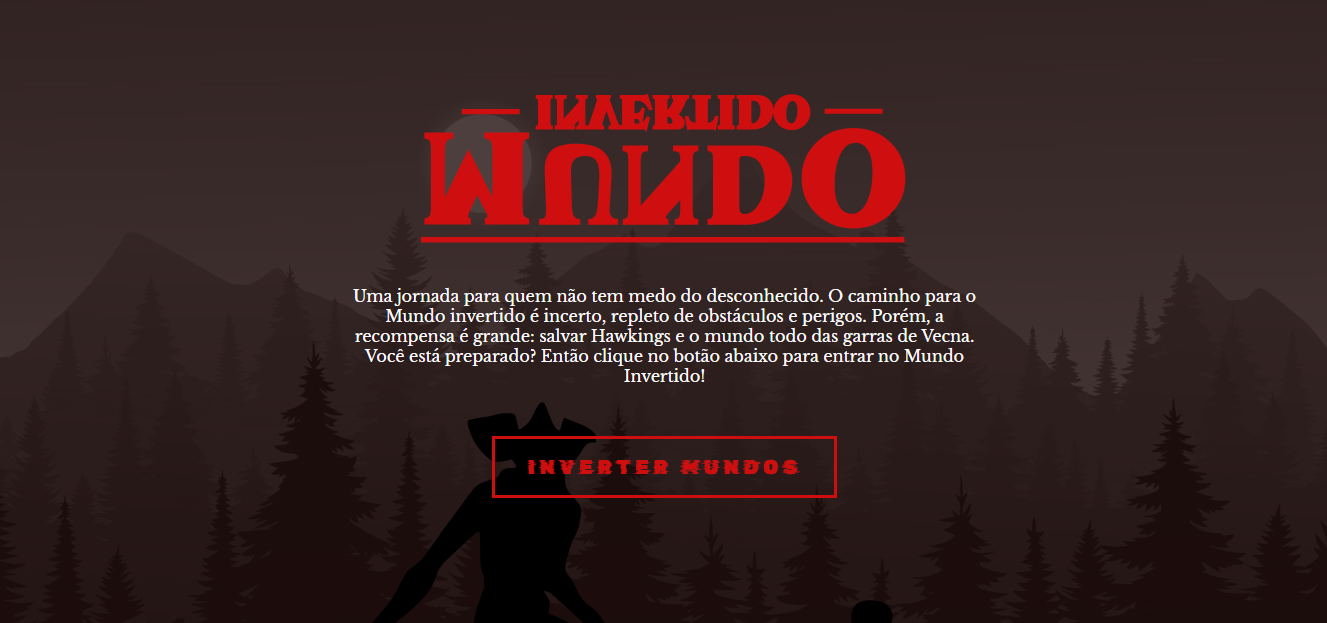 INVERTIDO
MUNDO
Uma jornada para quem não tem medo do desconhecido. O caminho para o
Mundo invertido é incerto, repleto de obstáculos e perigos. Porém, a
recompensa é grande: salvar Hawkings e o mundo todo das garras de Vecna.
Você está preparado? Então clique no botão abaixo para entrar no Mundo
Invertido!
INVERTER MUNDOS